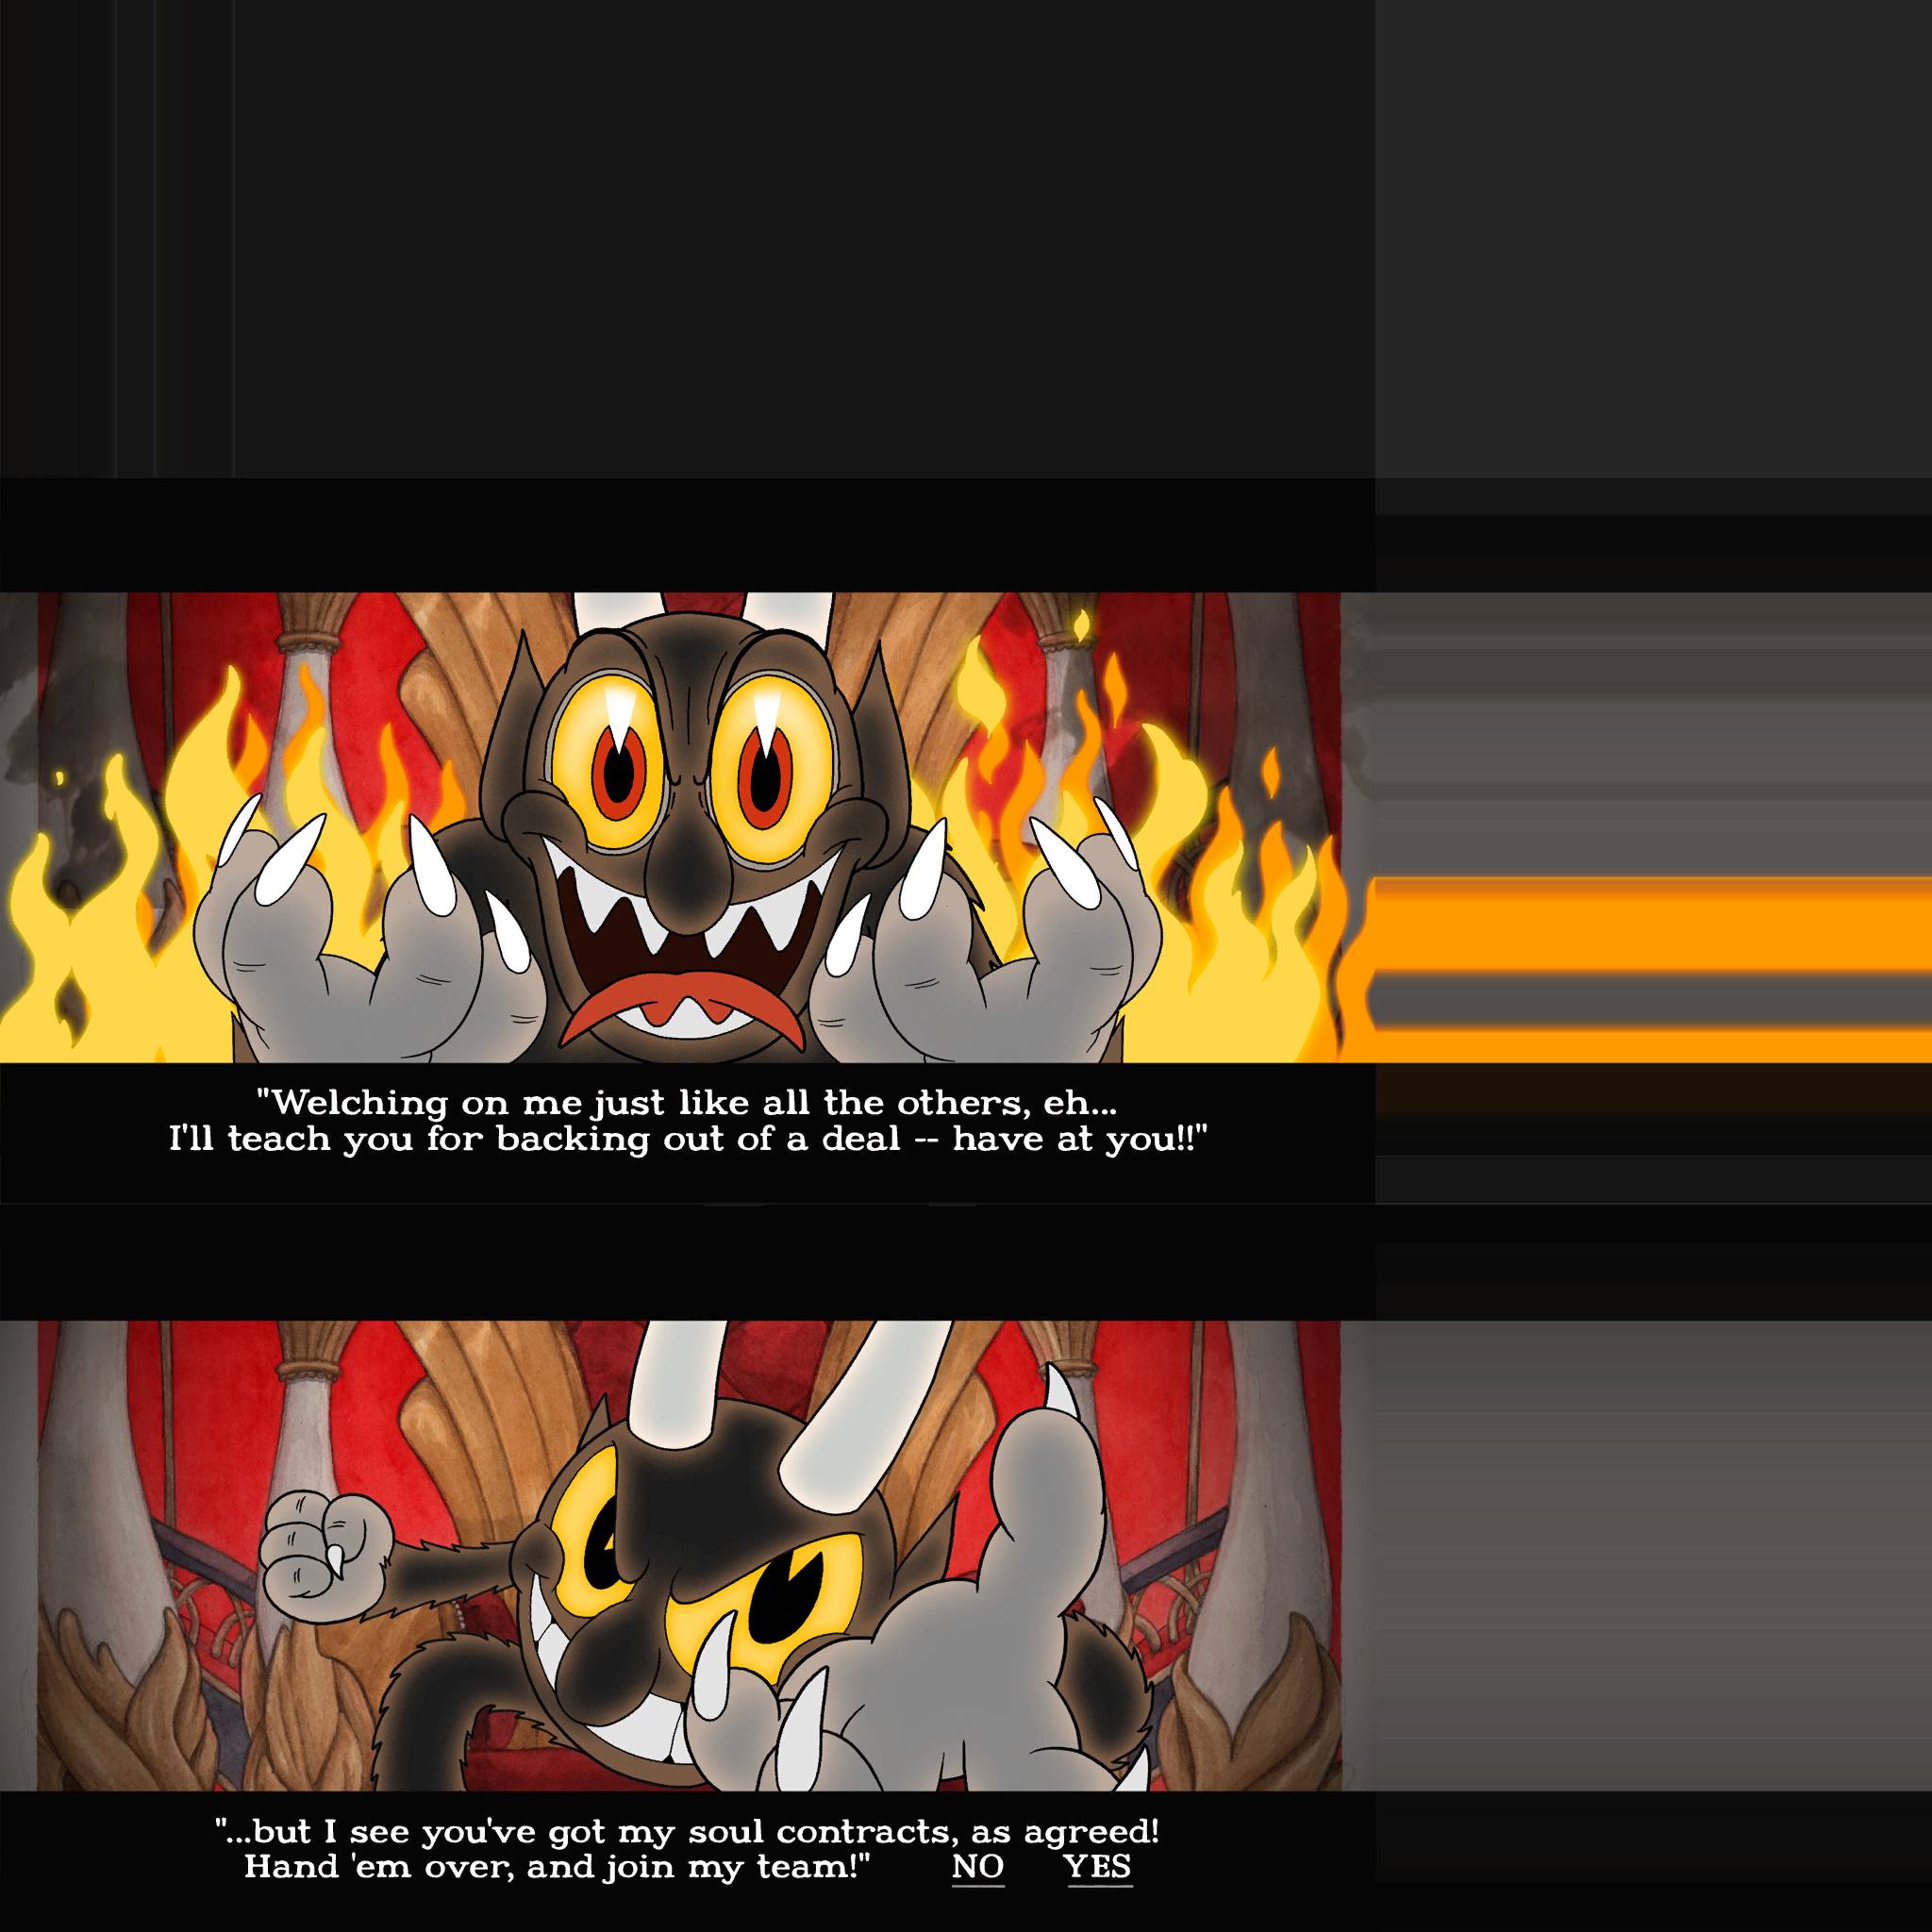 "Welching on me just like all the others, eh...
I'll teach you for backing out of a deal -- have at you!!"
"...but I see you've got my soul contracts, as agreed!
Hand 'em over, and join my team!" NO YES